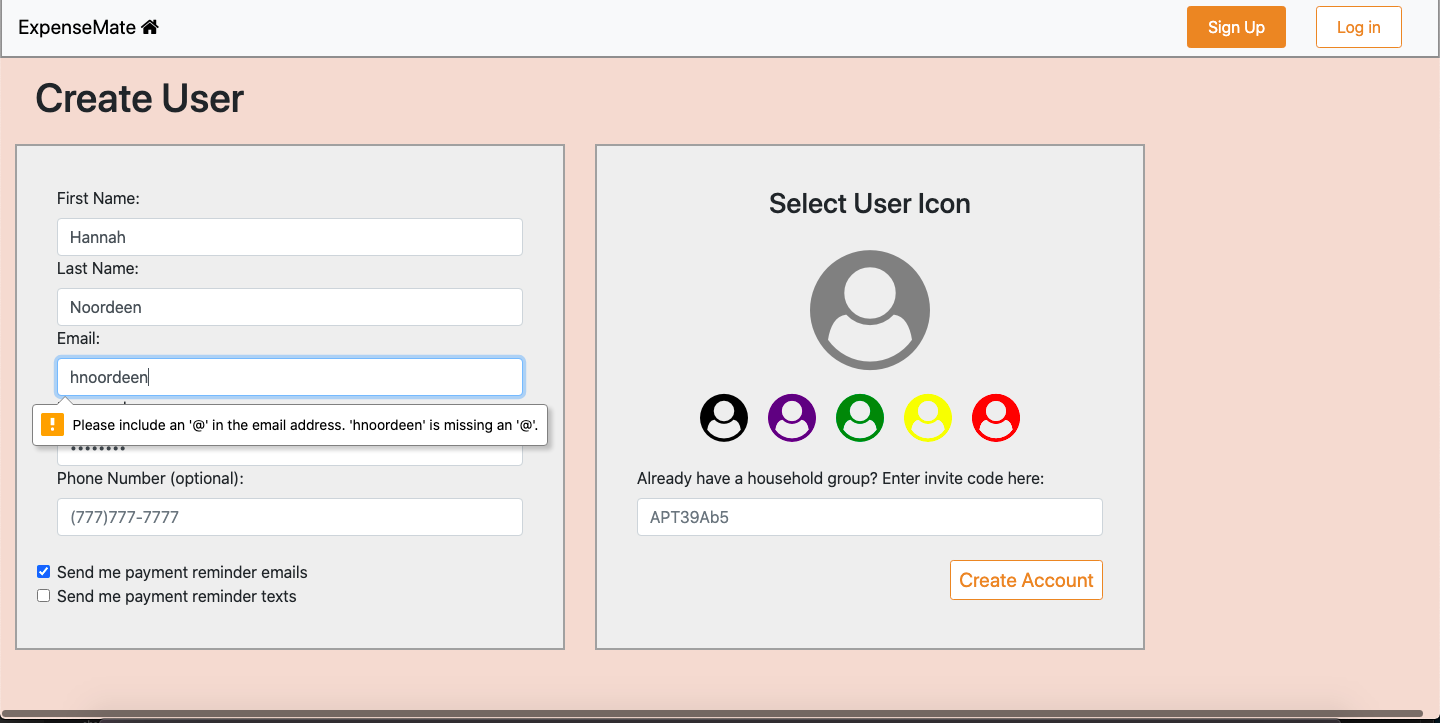 ExpenseMate
Sign Up
Log in
Create User
First Name:
Hannah
Last Name:
Noordeen
Email:
hnoordeen
Please include an '@' in the email address. 'hnoordeen' is missing an '@'.
••••••••
Phone Number (optional):
(777)777-7777
Send me payment reminder emails
Send me payment reminder texts
Select User Icon
Already have a household group? Enter invite code here:
APT39Ab5
Create Account